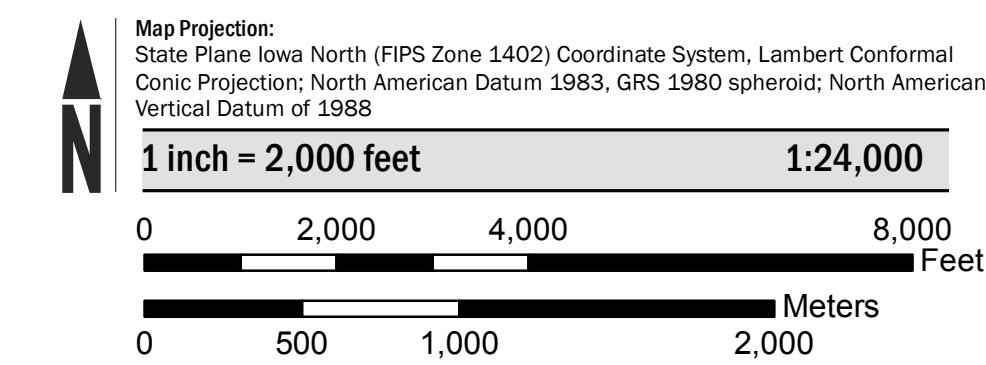 Map Projection:
State Plane Iowa North (FIPS Zone 1402) Coordinate System, Lambert Conformal
Conic Projection; North American Datum 1983, GRS 1980 spheroid; North American
Vertical Datum of 1988
N
1 inch = 2,000 feet 1:24,000
0 2,000 4,000 8,000
Feet
Meters
0 500 1,000 2,000